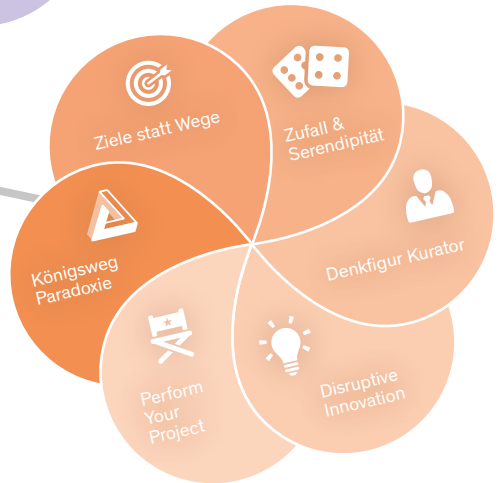 Ziele statt Wege
Zufall &
Serendipität
Denkfigur Kurator
Disruptive
Innovation
Perform
Your
Project
Königsweg
Paradoxie